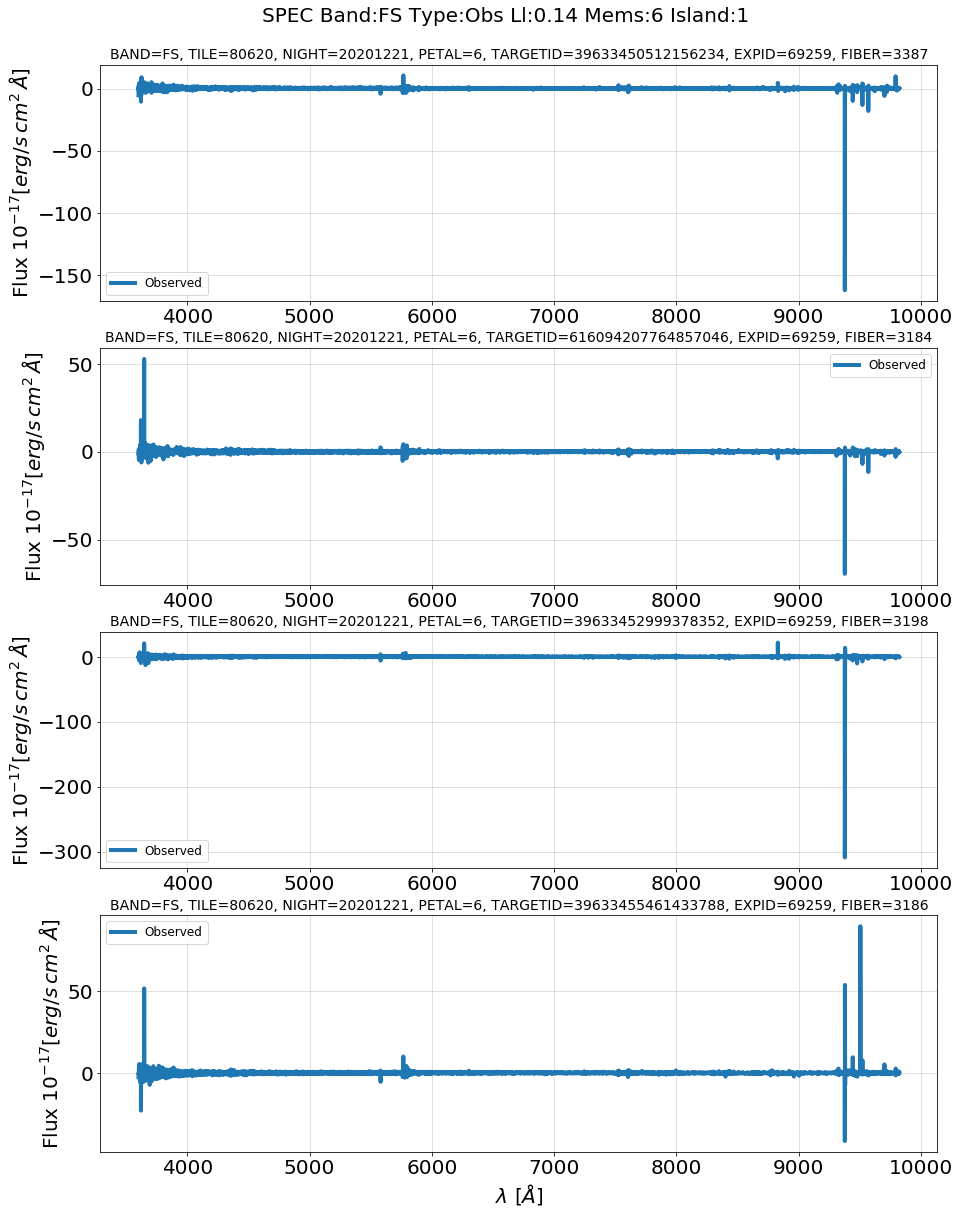 SPEC Band:FS Type:Obs Ll:0.14 Mems:6 Island:1
BAND=FS, TILE=80620, NIGHT=20201221, PETAL=6, TARGETID=39633450512156234, EXPID=69259, FIBER=3387
Flux 10⁻¹⁷[erg/s cm² Å]
0
−50
−100
−150
Observed
4000 5000 6000 7000 8000 9000 10000
BAND=FS, TILE=80620, NIGHT=20201221, PETAL=6, TARGETID=616094207764857046, EXPID=69259, FIBER=3184
Flux 10⁻¹⁷[erg/s cm² Å]
50
0
−50
Observed
4000 5000 6000 7000 8000 9000 10000
BAND=FS, TILE=80620, NIGHT=20201221, PETAL=6, TARGETID=39633452999378352, EXPID=69259, FIBER=3198
Flux 10⁻¹⁷[erg/s cm² Å]
0
−100
−200
−300
Observed
4000 5000 6000 7000 8000 9000 10000
BAND=FS, TILE=80620, NIGHT=20201221, PETAL=6, TARGETID=39633455461433788, EXPID=69259, FIBER=3186
Flux 10⁻¹⁷[erg/s cm² Å]
Observed
50
0
4000 5000 6000 7000 8000 9000 10000
λ [Å]